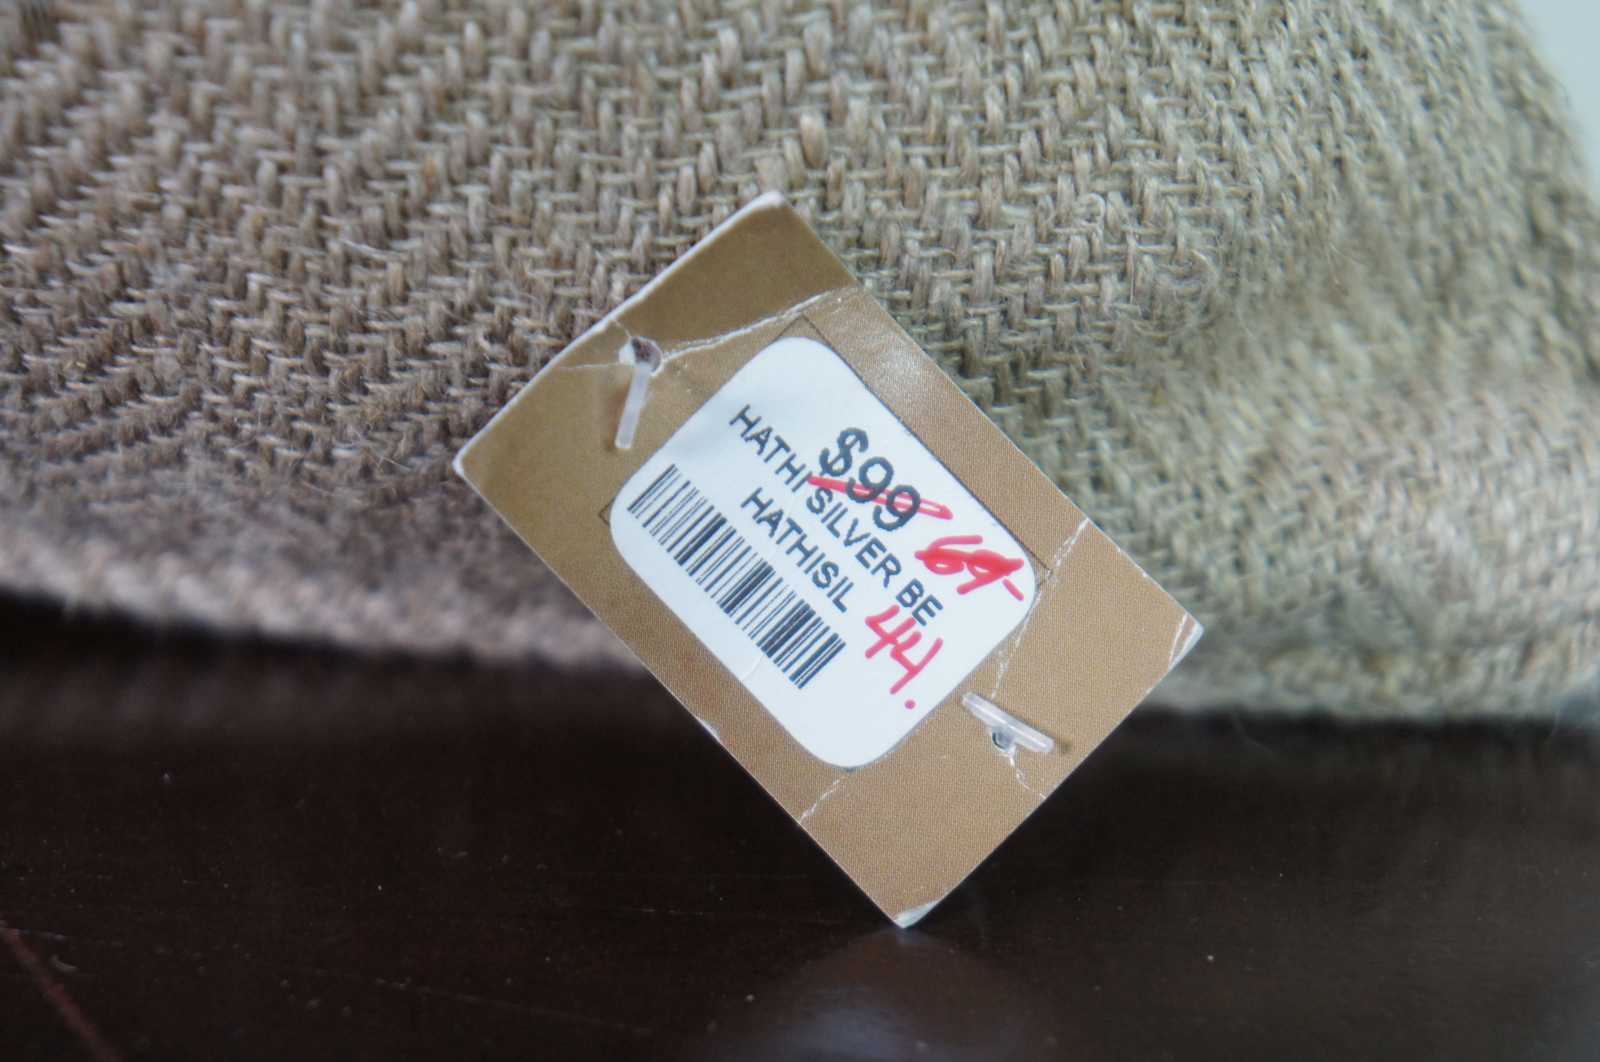 $99
69-
HATHI SILVER BE
HATHISIL
44.